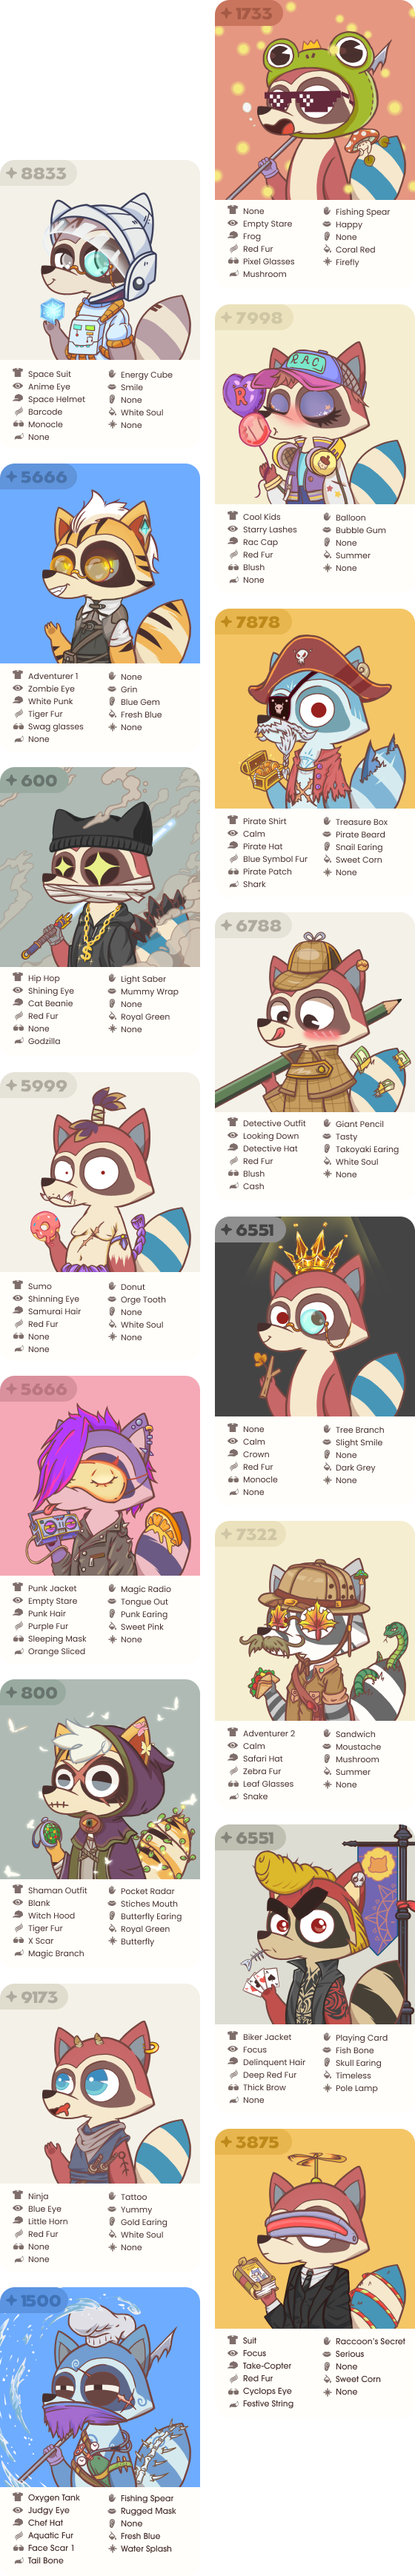 8833
Space Suit
Anime Eye
Space Helmet
Barcode
Monocle
None
Energy Cube
Smile
None
White Soul
None
5666
Adventurer 1
Zombie Eye
White Punk
Tiger Fur
Swag glasses
None
None
Grin
Blue Gem
Fresh Blue
None
600
Hip Hop
Shining Eye
Cat Beanie
Red Fur
None
Godzilla
Light Saber
Mummy Wrap
None
Royal Green
None
5999
Sumo
Shinning Eye
Samurai Hair
Red Fur
None
None
Donut
Orge Tooth
None
White Soul
None
5666
Punk Jacket
Empty Stare
Punk Hair
Purple Fur
Sleeping Mask
Orange Sliced
Magic Radio
Tongue Out
Punk Earing
Sweet Pink
None
800
Shaman Outfit
Blank
Witch Hood
Tiger Fur
X Scar
Magic Branch
Pocket Radar
Stiches Mouth
Butterfly Earing
Royal Green
Butterfly
9173
Ninja
Blue Eye
Little Horn
Red Fur
None
None
Tattoo
Yummy
Gold Earing
White Soul
None
1500
Oxygen Tank
Judgy Eye
Chef Hat
Aquatic Fur
Face Scar 1
Tail Bone
Fishing Spear
Rugged Mask
None
Fresh Blue
Water Splash
1733
None
Empty Stare
Frog
Red Fur
Pixel Glasses
Mushroom
Fishing Spear
Happy
None
Coral Red
Firefly
7998
RAC
R
Cool Kids
Starry Lashes
Rac Cap
Red Fur
Blush
None
Balloon
Bubble Gum
None
Summer
None
7878
Pirate Shirt
Calm
Pirate Hat
Blue Symbol Fur
Pirate Patch
Shark
Treasure Box
Pirate Beard
Snail Earing
Sweet Corn
None
6788
Detective Outfit
Looking Down
Detective Hat
Red Fur
Blush
Cash
Giant Pencil
Tasty
Takoyaki Earing
White Soul
None
6551
None
Calm
Crown
Red Fur
Monocle
None
Tree Branch
Slight Smile
None
Dark Grey
None
7322
Adventurer 2
Calm
Safari Hat
Zebra Fur
Leaf Glasses
Snake
Sandwich
Moustache
Mushroom
Summer
None
6551
Biker Jacket
Focus
Delinquent Hair
Deep Red Fur
Thick Brow
None
Playing Card
Fish Bone
Skull Earing
Timeless
Pole Lamp
3875
Suit
Focus
Take-Copter
Red Fur
Cyclops Eye
Festive String
Raccoon's Secret
Serious
None
Sweet Corn
None